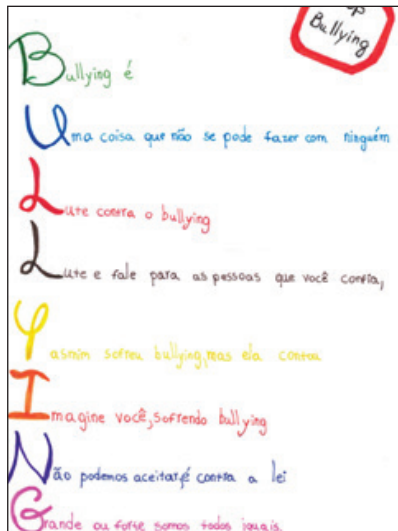 Bullying
Bullying é
Uma coisa que não se pode fazer com ninguém
Lute contra o bullying
Lute e fale para as pessoas que você confia,
Yasmim sofreu bullying, mas ela contou
Imagine você, sofrendo bullying
Não podemos aceitar, é contra a lei
Grande ou forte somos todos iguais.